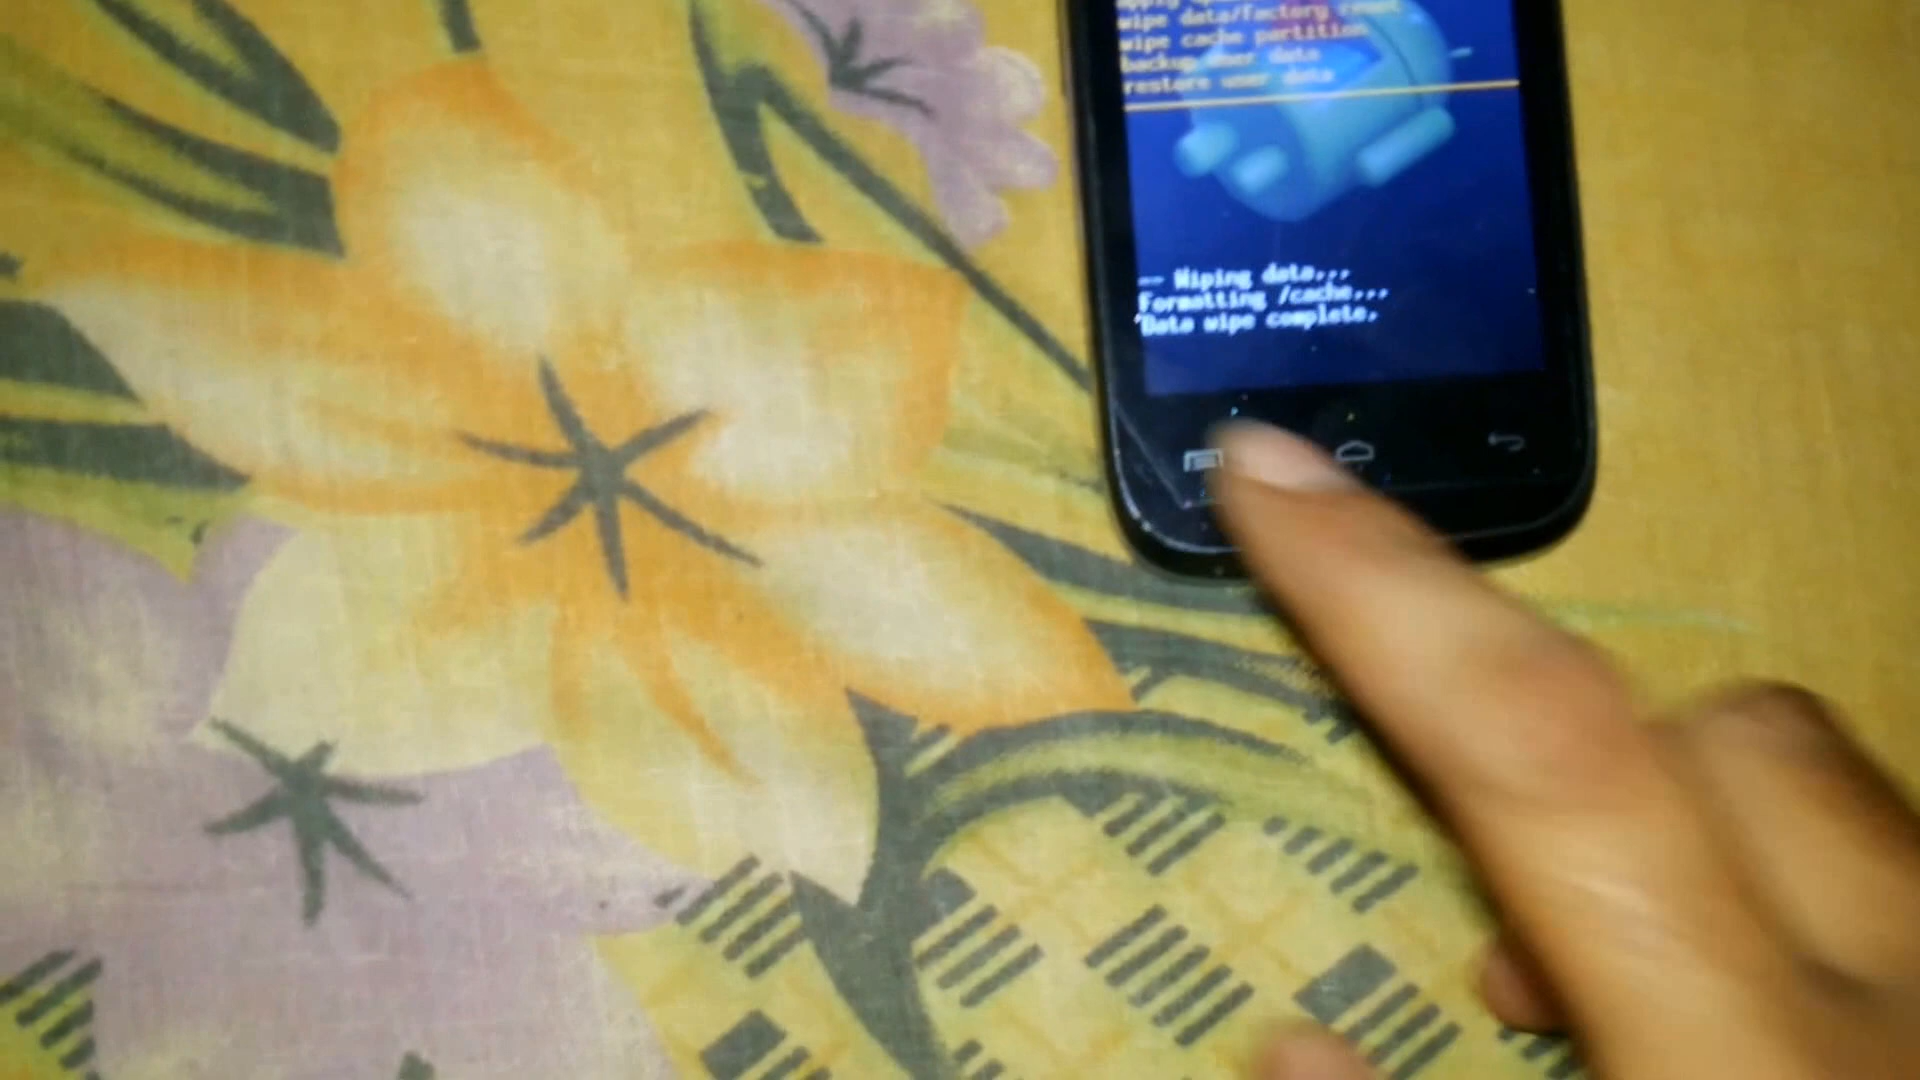 wipe data/factory reset
wipe cache partition
backup user data
restore user data
-- Wiping data...
Formatting /cache...
Data wipe complete.